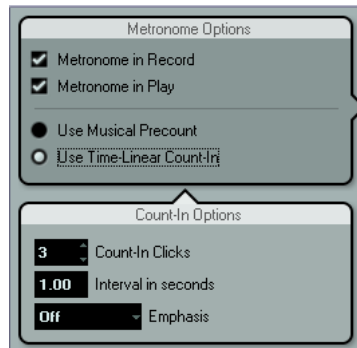 Metronome Options
Metronome in Record
Metronome in Play
Use Musical Precount
Use Time-Linear Count-In
Count-In Options
3 Count-In Clicks
1.00 Interval in seconds
Off Emphasis